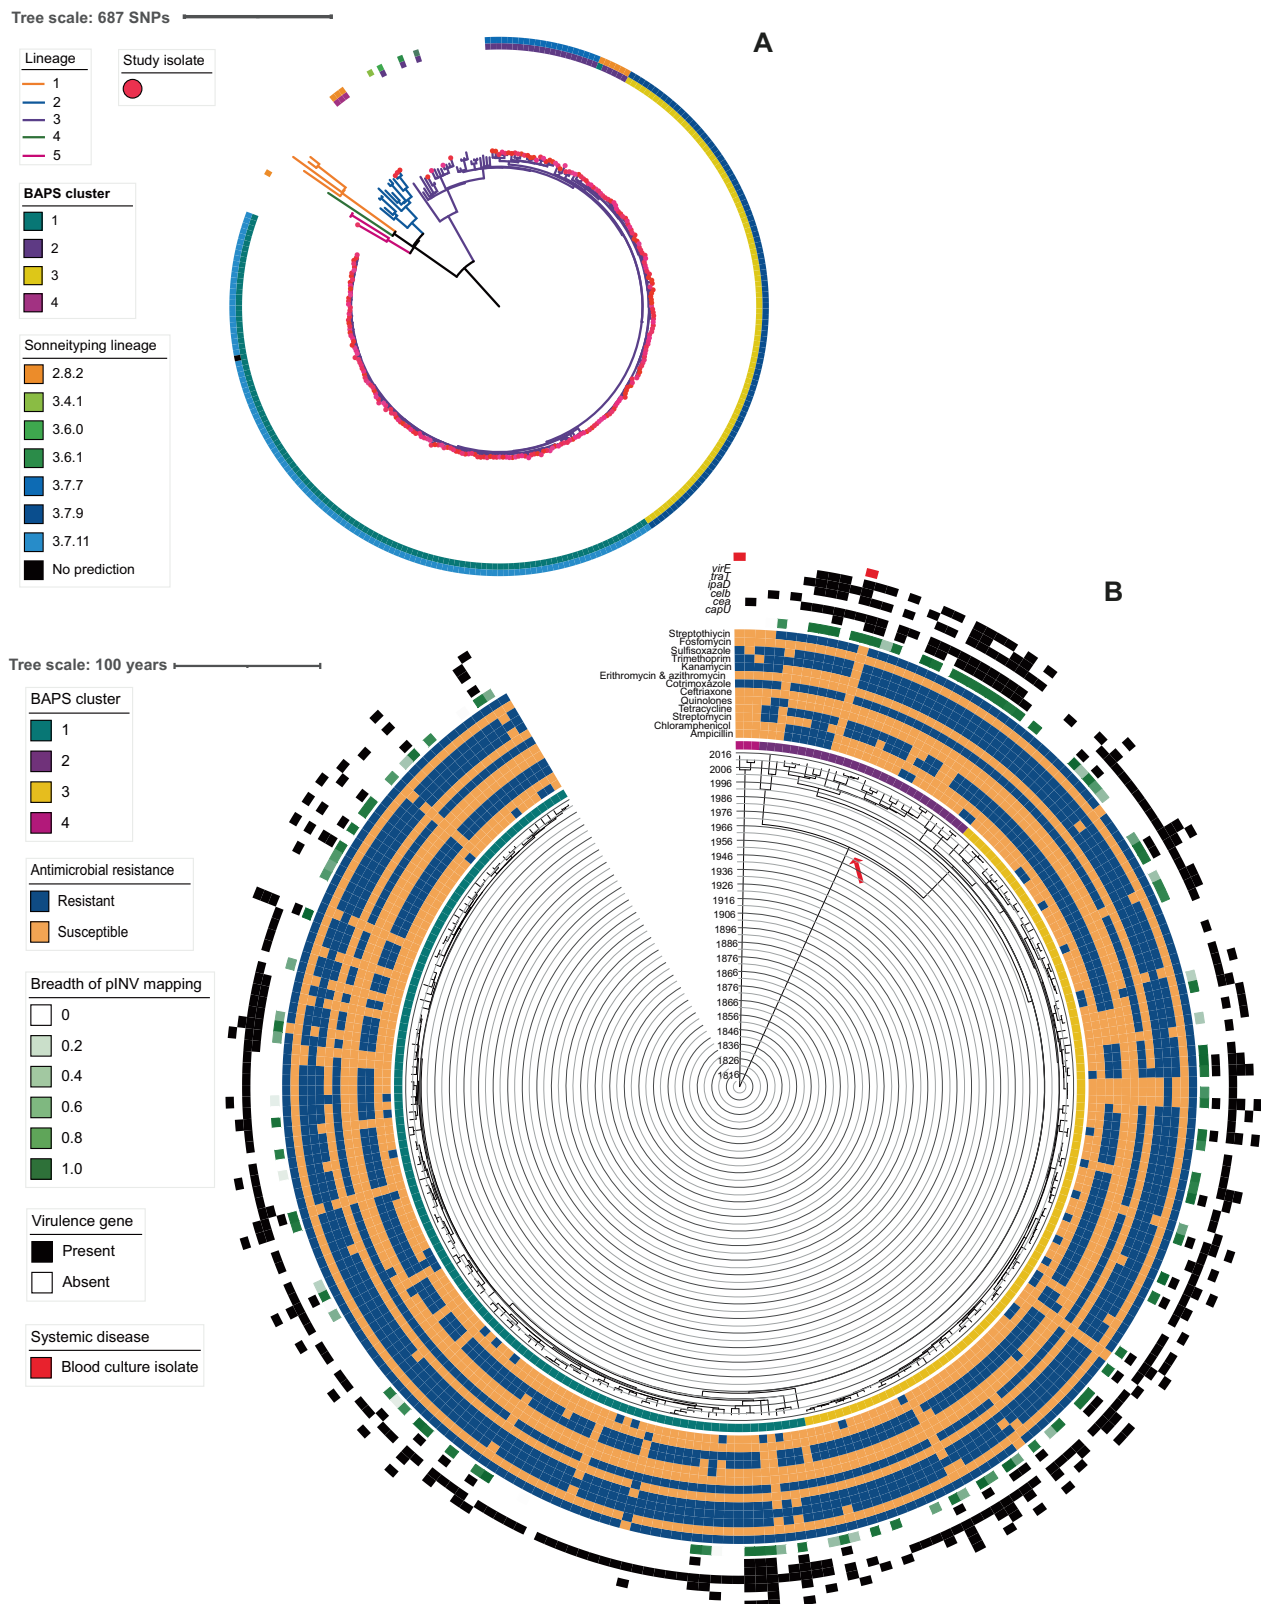 Tree scale: 687 SNPs
A
Lineage
1
2
3
4
5
Study isolate
BAPS cluster
1
2
3
4
Sonneityping lineage
2.8.2
3.4.1
3.6.0
3.6.1
3.7.7
3.7.9
3.7.11
No prediction
B
virF
traT
ipaD
celb
cea
capU
Streptothiycin
Fosfomycin
Sulfisoxazole
Trimethoprim
Kanamycin
Erithromycin & azithromycin
Cotrimoxazole
Ceftriaxone
Quinolones
Tetracycline
Streptomycin
Chloramphenicol
Ampicillin
Tree scale: 100 years
BAPS cluster
1
2
3
4
Antimicrobial resistance
Resistant
Susceptible
Breadth of pINV mapping
0
0.2
0.4
0.6
0.8
1.0
Virulence gene
Present
Absent
Systemic disease
Blood culture isolate
2016
2006
1996
1986
1976
1966
1956
1946
1936
1926
1916
1906
1896
1886
1876
1866
1876
1866
1856
1846
1836
1826
1816